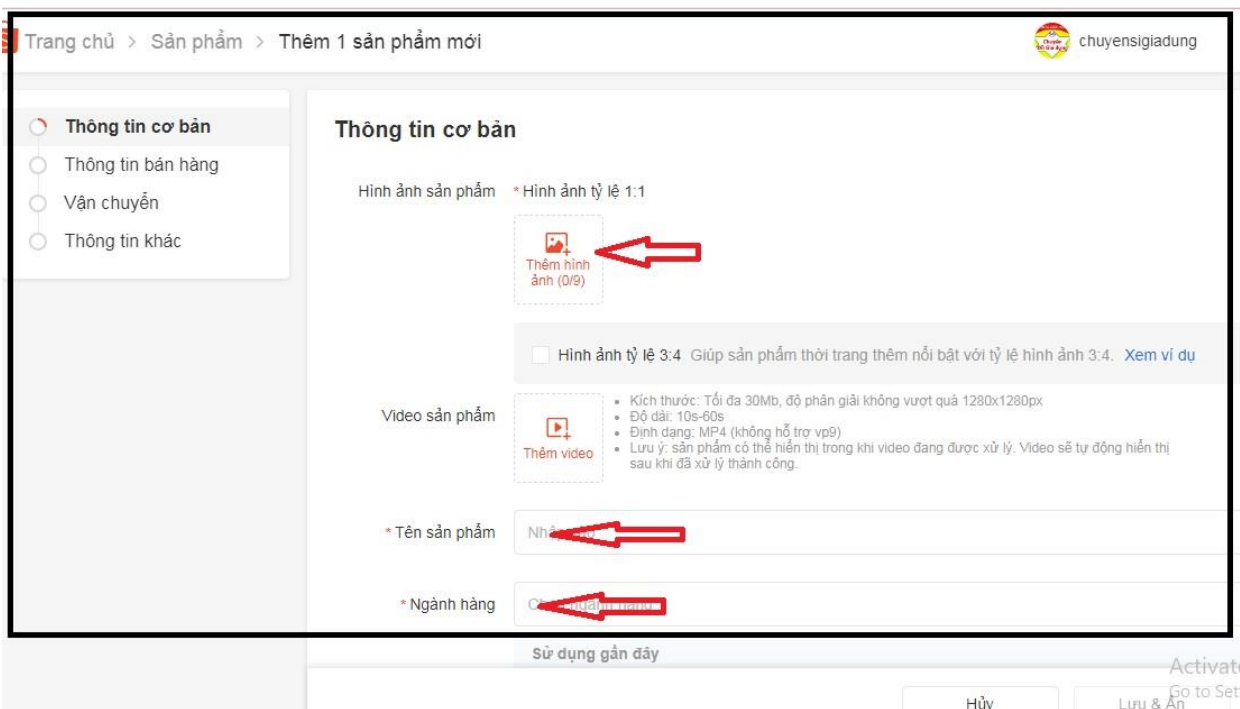 Trang chủ > Sản phẩm > Thêm 1 sản phẩm mới
chuyensigiadung
Thông tin cơ bản
Thông tin bán hàng
Vận chuyển
Thông tin khác
Thông tin cơ bản
Hình ảnh sản phẩm * Hình ảnh tỷ lệ 1:1
Thêm hình
ảnh (0/9)
Hình ảnh tỷ lệ 3:4 Giúp sản phẩm thời trang thêm nổi bật với tỷ lệ hình ảnh 3:4. Xem ví dụ
Video sản phẩm
Thêm video
• Kích thước: Tối đa 30Mb, độ phân giải không vượt quá 1280x1280px
• Độ dài: 10s-60s
• Định dạng: MP4 (không hỗ trợ vp9)
• Lưu ý: sản phẩm có thể hiển thị trong khi video đang được xử lý. Video sẽ tự động hiển thị
sau khi đã xử lý thành công.
* Tên sản phẩm
* Ngành hàng
Sử dụng gần đây
Activate
Go to Set
Hủy
Lưu & Ẩn